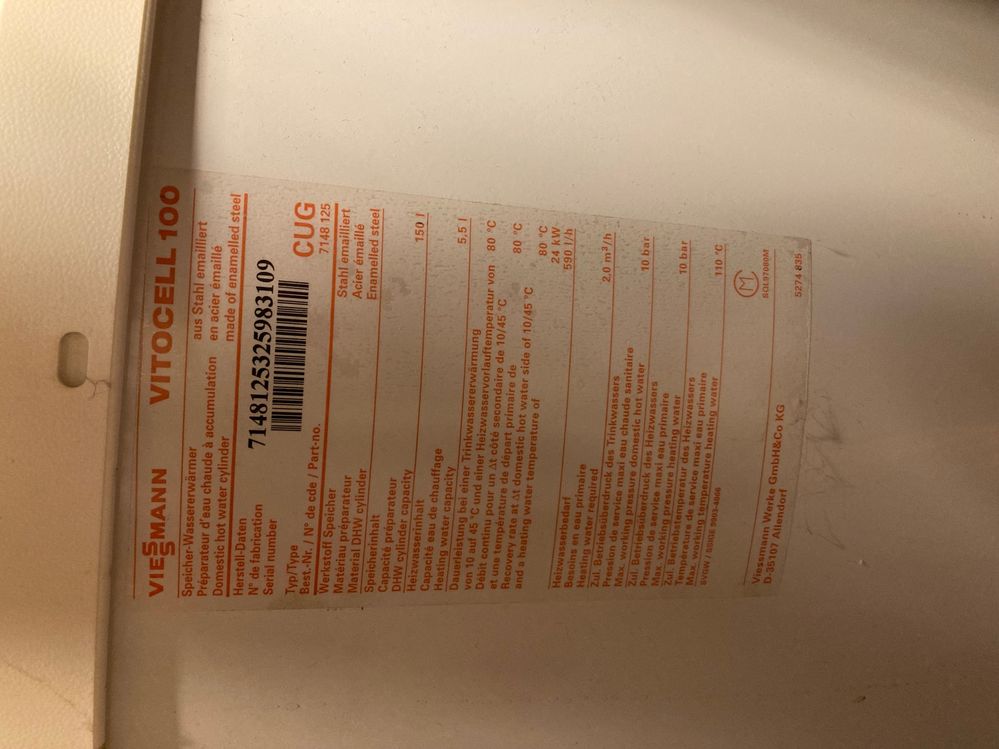 VIESSMANN VITOCELL 100
Speicher-Wassererwärmer aus Stahl emailliert
Préparateur d'eau chaude à accumulation en acier émaillé
Domestic hot water cylinder made of enamelled steel
Herstell-Daten
N° de fabrication
Serial number
7148125325983109
Typ/Type CUG
Best.-Nr. / N° de cde / Part-no. 7148 125
Werkstoff Speicher Stahl emailliert
Matériau préparateur Acier émaillé
Material DHW cylinder Enamelled steel
Speicherinhalt
Capacité préparateur
DHW cylinder capacity 150 l
Heizwasserinhalt
Capacité eau de chauffage
Heating water capacity 5,5 l
Dauerleistung bei einer Trinkwassererwärmung
von 10 auf 45 °C und einer Heizwasservorlauftemperatur von 80 °C
Débit continu pour un Δt côté secondaire de 10/45 °C
et une température de départ primaire de 80 °C
Recovery rate at Δt domestic hot water side of 10/45 °C
and a heating water temperature of 80 °C
24 kW
590 l/h
Heizwasserbedarf
Besoins en eau primaire
Heating water required 2,0 m³/h
Zul. Betriebsüberdruck des Trinkwassers
Pression de service maxi eau chaude sanitaire
Max. working pressure domestic hot water 10 bar
Zul. Betriebsüberdruck des Heizwassers
Pression de service maxi eau primaire
Max. working pressure heating water 10 bar
Zul. Betriebstemperatur des Heizwassers
Température de service maxi eau primaire
Max. working temperature heating water 110 °C
SVGW / SSIGE 9003-4066
M
Viessmann Werke GmbH&Co KG
D-35107 Allendorf
5274 835